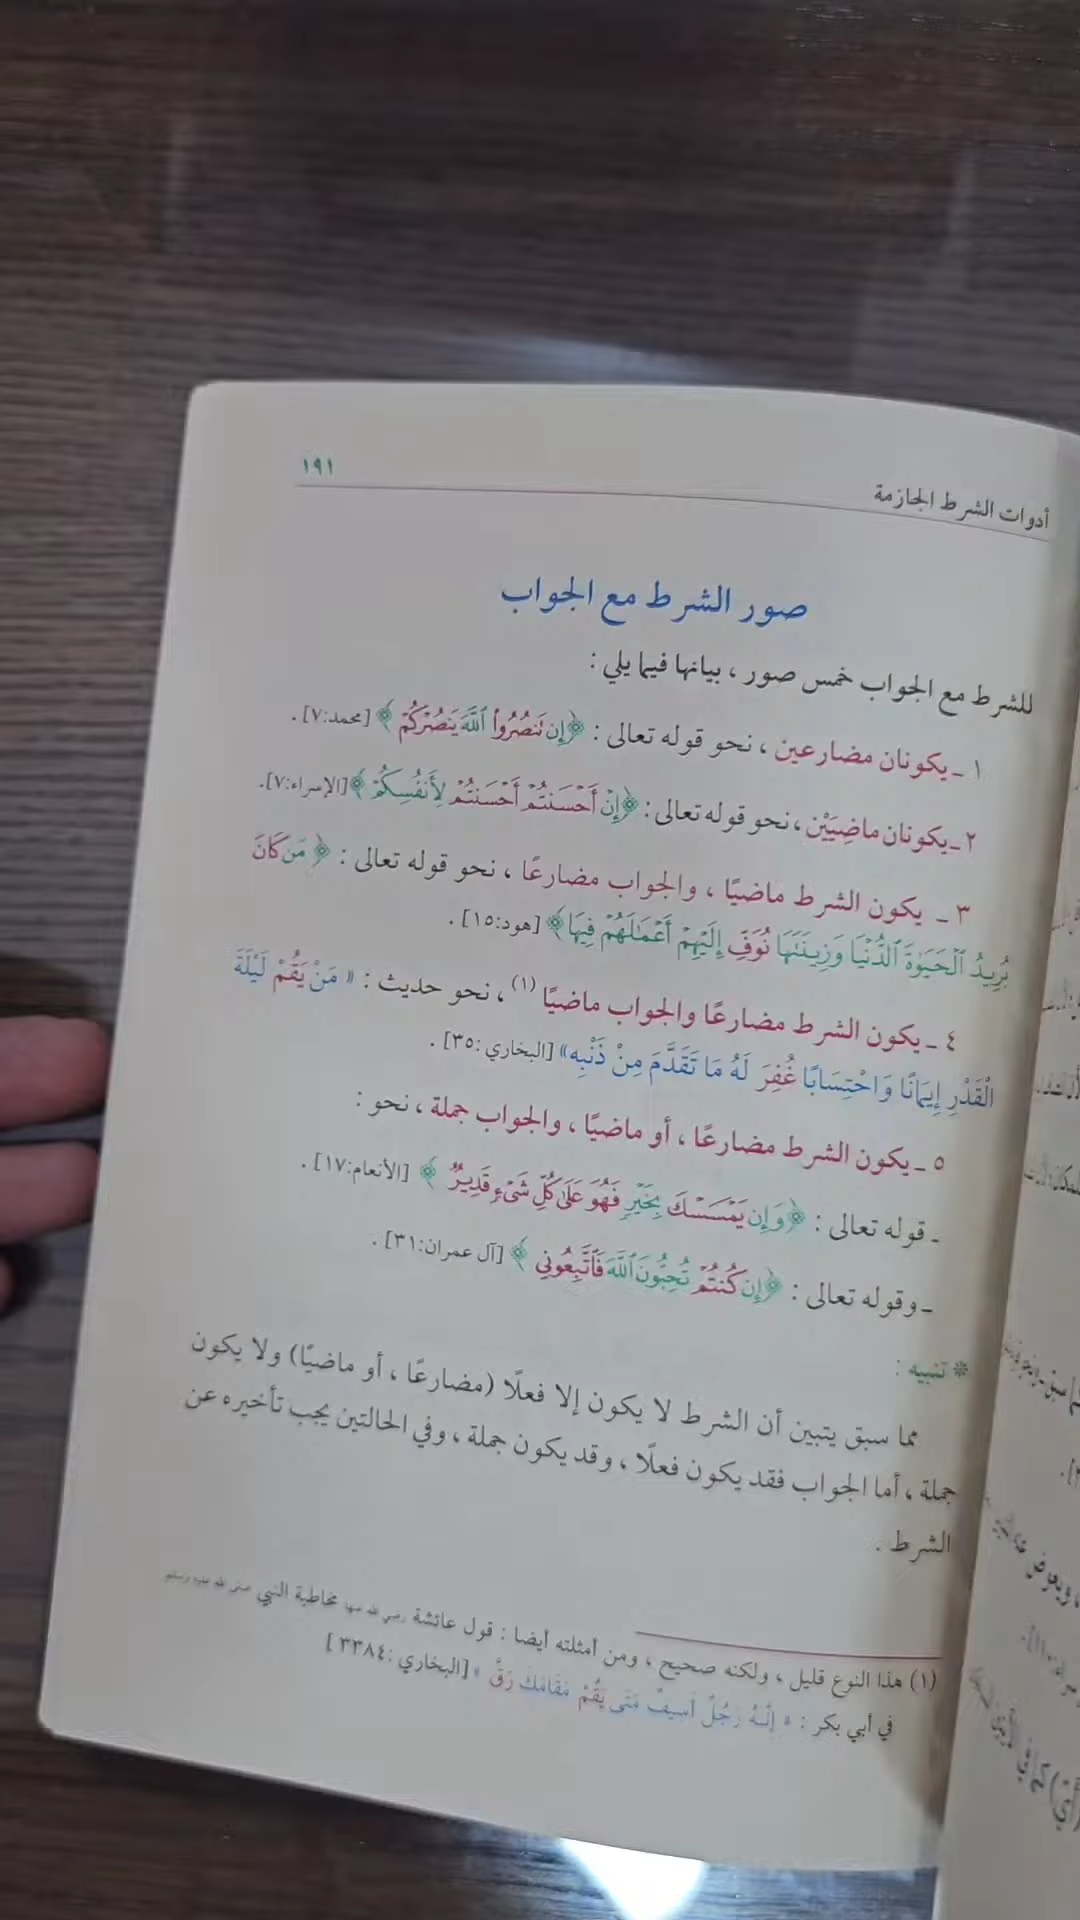 أدوات الشرط الجازمة ١٩١
صور الشرط مع الجواب
للشرط مع الجواب خمس صور ، بيانها فيما يلي :
١ ـ يكونان مضارعين ، نحو قوله تعالى : ﴿إِن تَنصُرُوا۟ ٱللَّهَ يَنصُرْكُمْ﴾ [محمد:٧] .
٢ ـ يكونان ماضِيَيْن ، نحو قوله تعالى : ﴿إِنْ أَحْسَنتُمْ أَحْسَنتُمْ لِأَنفُسِكُمْ﴾ [الإسراء:٧].
٣ ـ يكون الشرط ماضيًا ، والجواب مضارعًا ، نحو قوله تعالى : ﴿مَن كَانَ
يُرِيدُ ٱلْحَيَوٰةَ ٱلدُّنْيَا وَزِينَتَهَا نُوَفِّ إِلَيْهِمْ أَعْمَٰلَهُمْ فِيهَا﴾ [هود:١٥] .
٤ ـ يكون الشرط مضارعًا والجواب ماضيًا (١) ، نحو حديث : « مَنْ يَقُمْ لَيْلَةَ
الْقَدْرِ إِيمَانًا وَاحْتِسَابًا غُفِرَ لَهُ مَا تَقَدَّمَ مِنْ ذَنْبِه» [البخاري :٣٥] .
٥ ـ يكون الشرط مضارعًا ، أو ماضيًا ، والجواب جملة ، نحو :
ـ قوله تعالى : ﴿وَإِن يَمْسَسْكَ بِخَيْرٍ فَهُوَ عَلَىٰ كُلِّ شَىْءٍ قَدِيرٌ﴾ [الأنعام:١٧] .
ـ وقوله تعالى : ﴿إِن كُنتُمْ تُحِبُّونَ ٱللَّهَ فَٱتَّبِعُونِي﴾ [آل عمران:٣١] .
* تنبيه :
مما سبق يتبين أن الشرط لا يكون إلا فعلًا (مضارعًا ، أو ماضيًا) ولا يكون
جملة ، أما الجواب فقد يكون فعلًا ، وقد يكون جملة ، وفي الحالتين يجب تأخيره عن
الشرط .
(١) هذا النوع قليل ، ولكنه صحيح ، ومن أمثلته أيضا : قول عائشة رضي الله عنها مخاطبة النبي صلى الله عليه وسلم
في أبي بكر : « إِنَّهُ رَجُلٌ أَسِيفٌ مَتَى يَقُمْ مَقَامَكَ رَقَّ » [البخاري :٣٣٨٤ ]